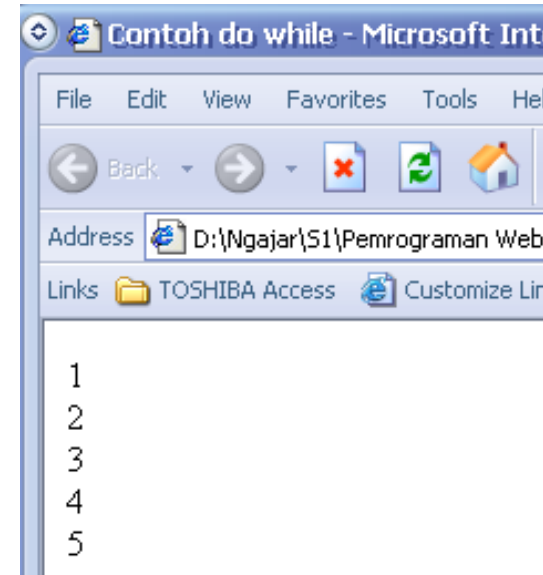 Contoh do while - Microsoft Int
File Edit View Favorites Tools Hel
Back
Address D:\Ngajar\S1\Pemrograman Web
Links TOSHIBA Access Customize Lin
1
2
3
4
5